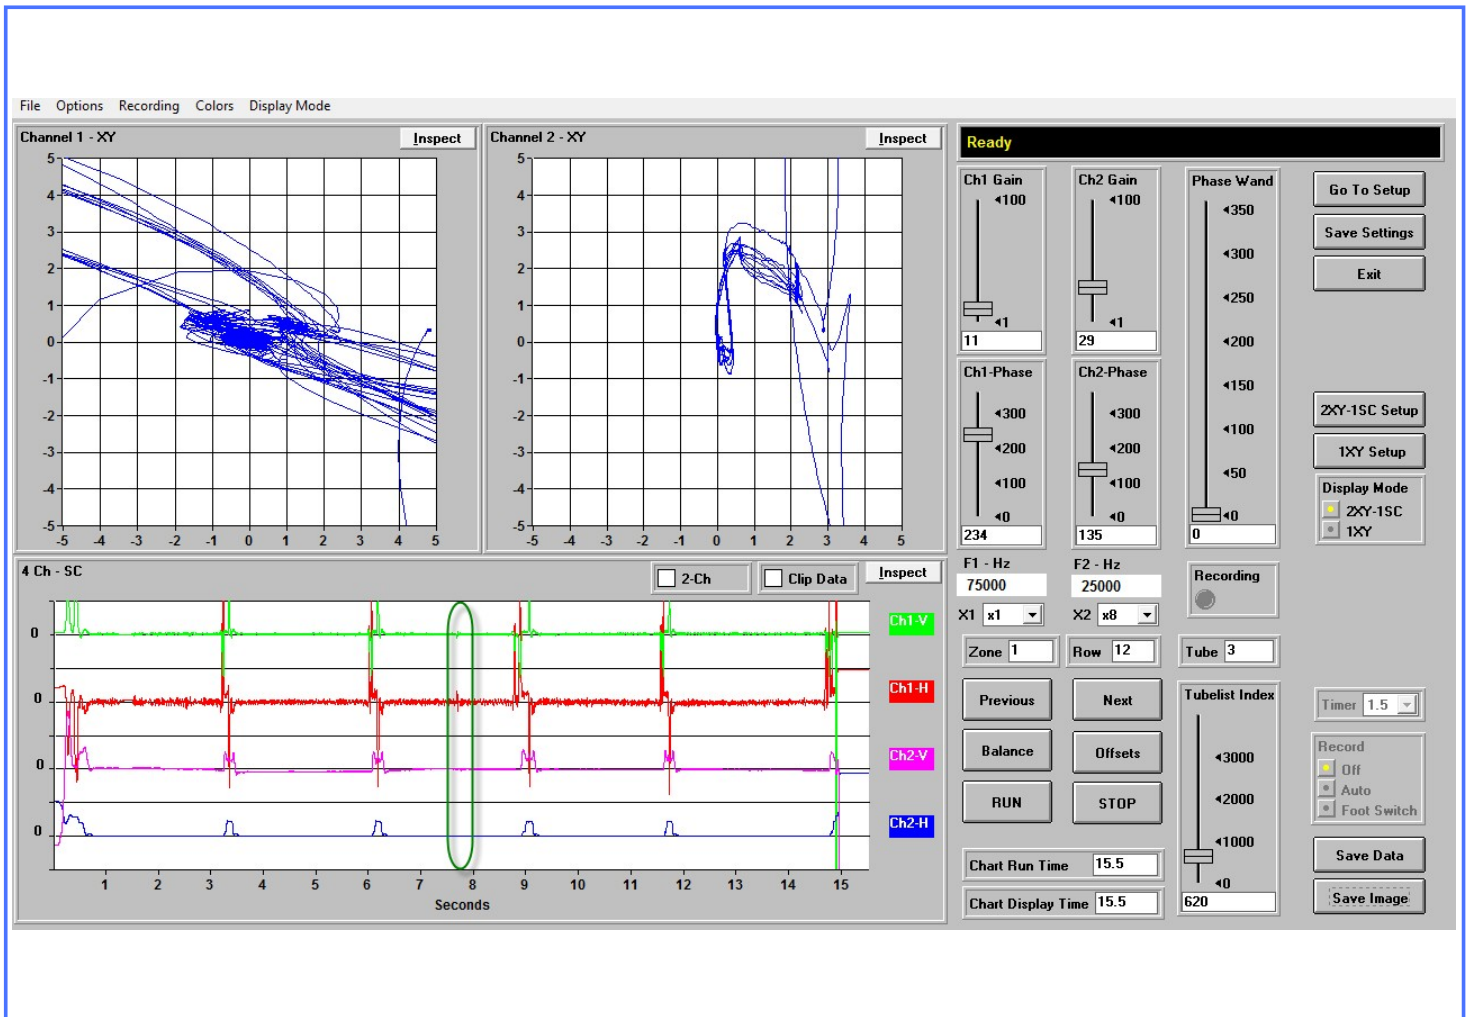 File Options Recording Colors Display Mode
Channel 1 - XY
Inspect
5
4
3
2
1
0
-1
-2
-3
-4
-5
-5 -4 -3 -2 -1 0 1 2 3 4 5
Channel 2 - XY
Inspect
5
4
3
2
1
0
-1
-2
-3
-4
-5
-5 -4 -3 -2 -1 0 1 2 3 4 5
4 Ch - SC
2-Ch
Clip Data
Inspect
0
0
0
0
Ch1-V
Ch1-H
Ch2-V
Ch2-H
1 2 3 4 5 6 7 8 9 10 11 12 13 14 15
Seconds
Ready
Ch1 Gain
100
1
11
Ch2 Gain
100
1
29
Phase Wand
350
300
250
200
150
100
50
0
0
Ch1-Phase
300
200
100
0
234
Ch2-Phase
300
200
100
0
135
Go To Setup
Save Settings
Exit
2XY-1SC Setup
1XY Setup
Display Mode
2XY-1SC
1XY
F1 - Hz
75000
F2 - Hz
25000
Recording
X1 x1
X2 x8
Zone 1
Row 12
Tube 3
Previous
Next
Balance
Offsets
RUN
STOP
Tubelist Index
3000
2000
1000
0
620
Timer 1.5
Record
Off
Auto
Foot Switch
Chart Run Time 15.5
Chart Display Time 15.5
Save Data
Save Image